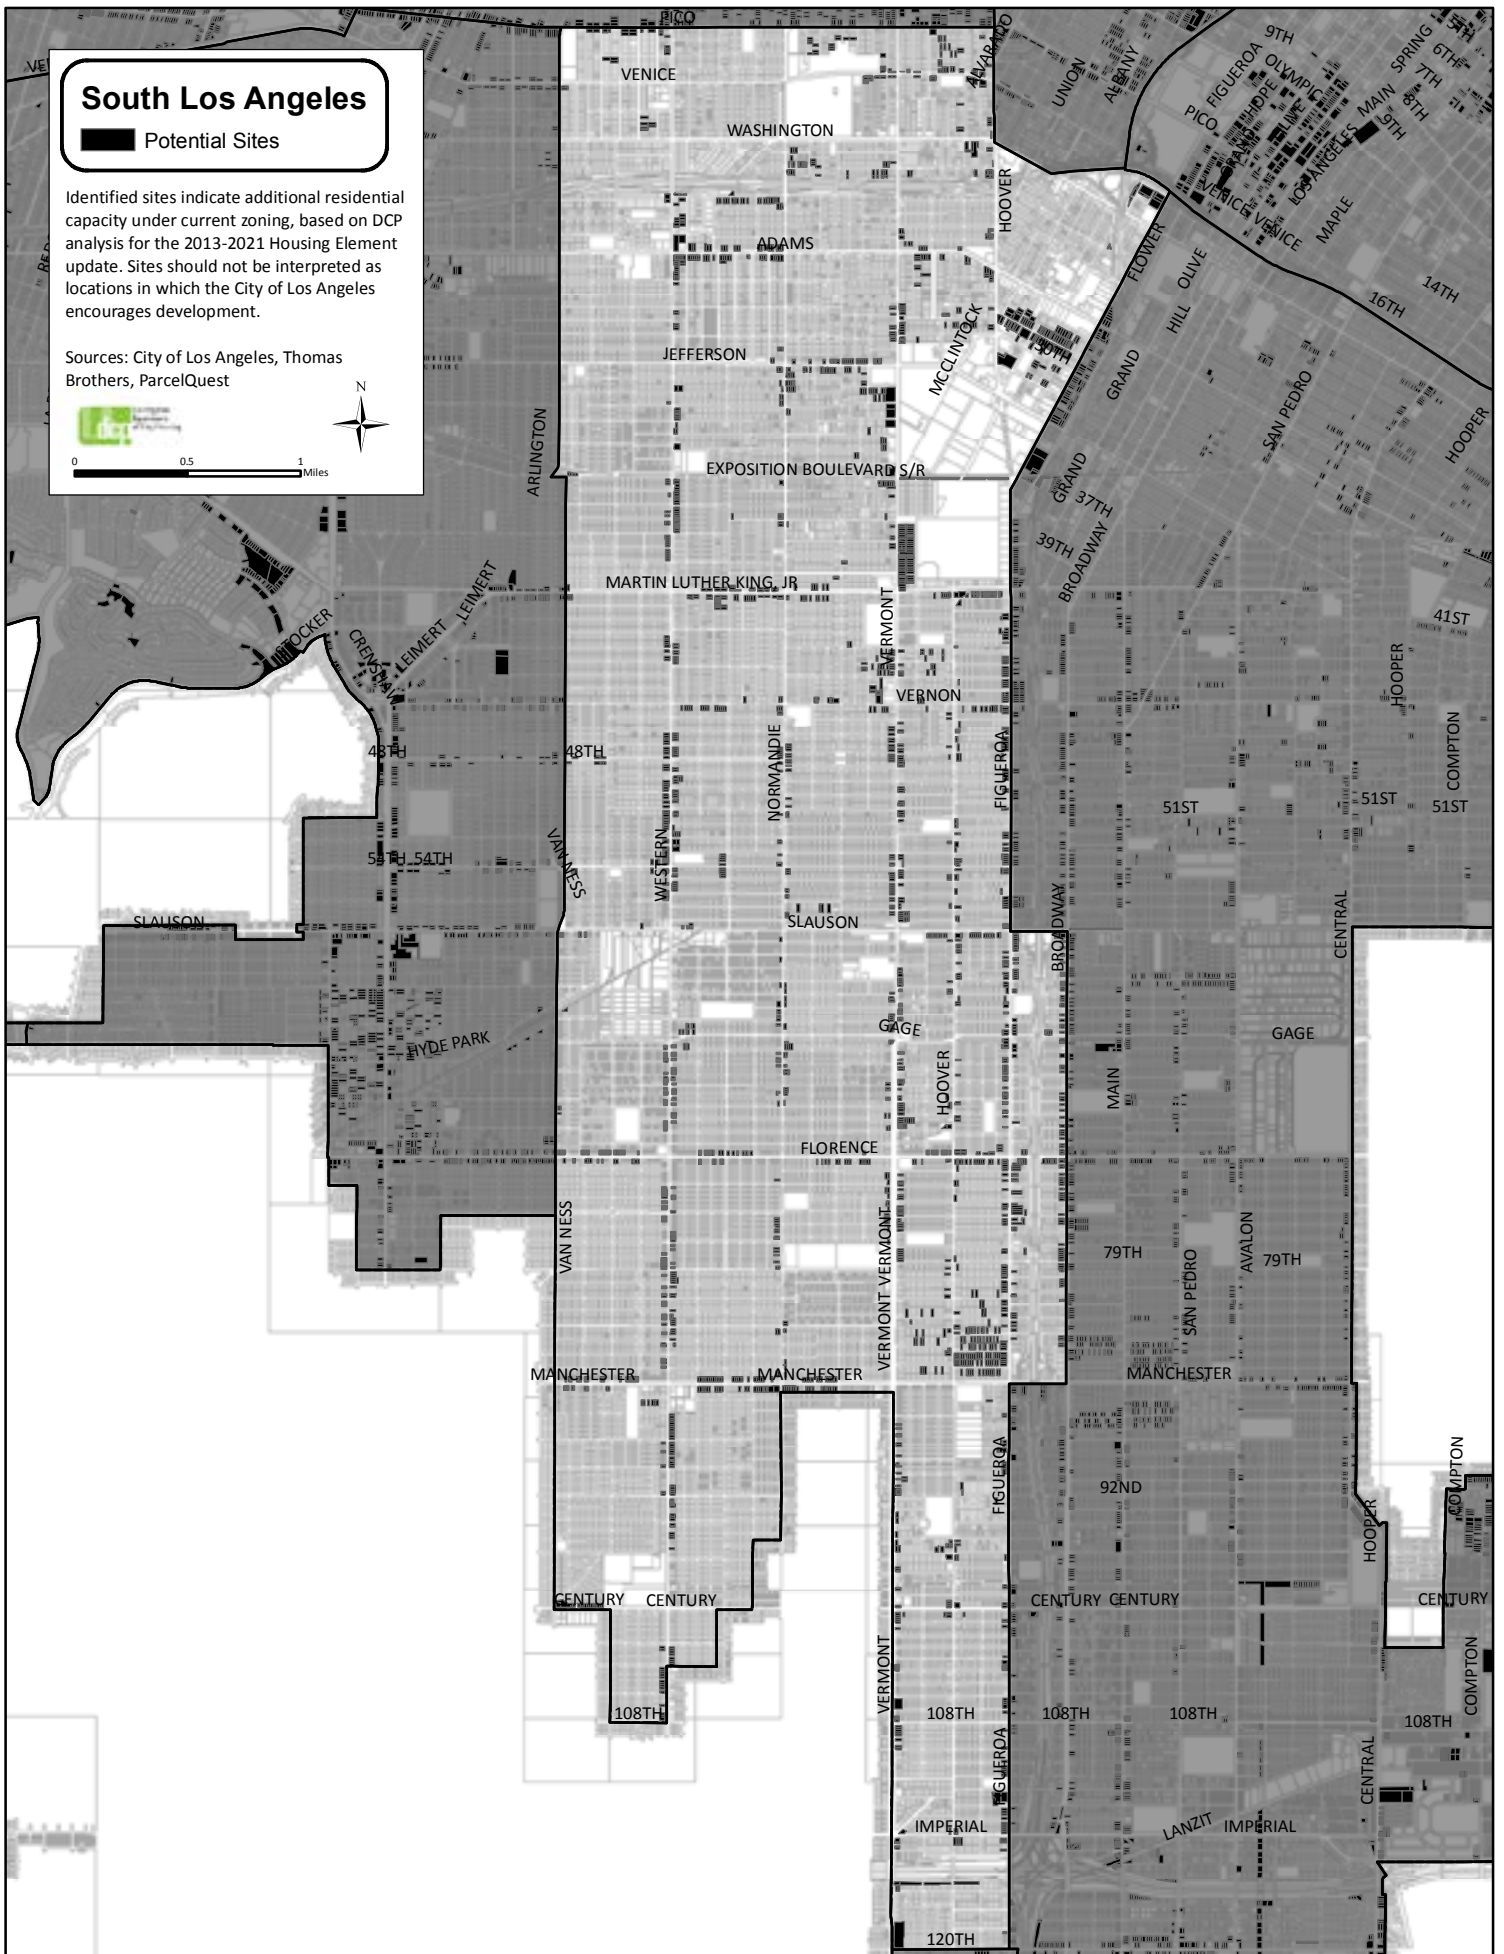 South Los Angeles
Potential Sites
Identified sites indicate additional residential
capacity under current zoning, based on DCP
analysis for the 2013-2021 Housing Element
update. Sites should not be interpreted as
locations in which the City of Los Angeles
encourages development.
Sources: City of Los Angeles, Thomas
Brothers, ParcelQuest
N
dcp
0 0.5 1
Miles
PICO
VENICE
ALVARADO
UNION
ALBANY
9TH
FIGUEROA
OLYMPIC
HOPE
PICO
SPRING
5TH
6TH
7TH
8TH
MAIN
9TH
OLIVE
GRAND
LOS ANGELES
VENICE
VENICE
MAPLE
WASHINGTON
HOOVER
ADAMS
FLOWER
OLIVE
HILL
14TH
16TH
MCCLINTOCK
30TH
JEFFERSON
GRAND
SAN PEDRO
HOOPER
ARLINGTON
EXPOSITION BOULEVARD S/R
GRAND
37TH
39TH
BROADWAY
MARTIN LUTHER KING, JR
LEIMERT
LEIMERT
STOCKER
CRENSHAW
VERMONT
41ST
HOOPER
VERNON
48TH
48TH
NORMANDIE
FIGUEROA
COMPTON
51ST
51ST
51ST
54TH
54TH
VAN NESS
WESTERN
SLAUSON
SLAUSON
BROADWAY
CENTRAL
HYDE PARK
GAGE
GAGE
HOOVER
MAIN
FLORENCE
VAN NESS
VERMONT
VERMONT
79TH
SAN PEDRO
AVALON
79TH
MANCHESTER
MANCHESTER
MANCHESTER
FIGUEROA
92ND
COMPTON
HOOPER
CENTURY
CENTURY
CENTURY
CENTURY
CENTURY
VERMONT
COMPTON
108TH
108TH
108TH
108TH
108TH
FIGUEROA
CENTRAL
IMPERIAL
LANZIT
IMPERIAL
120TH